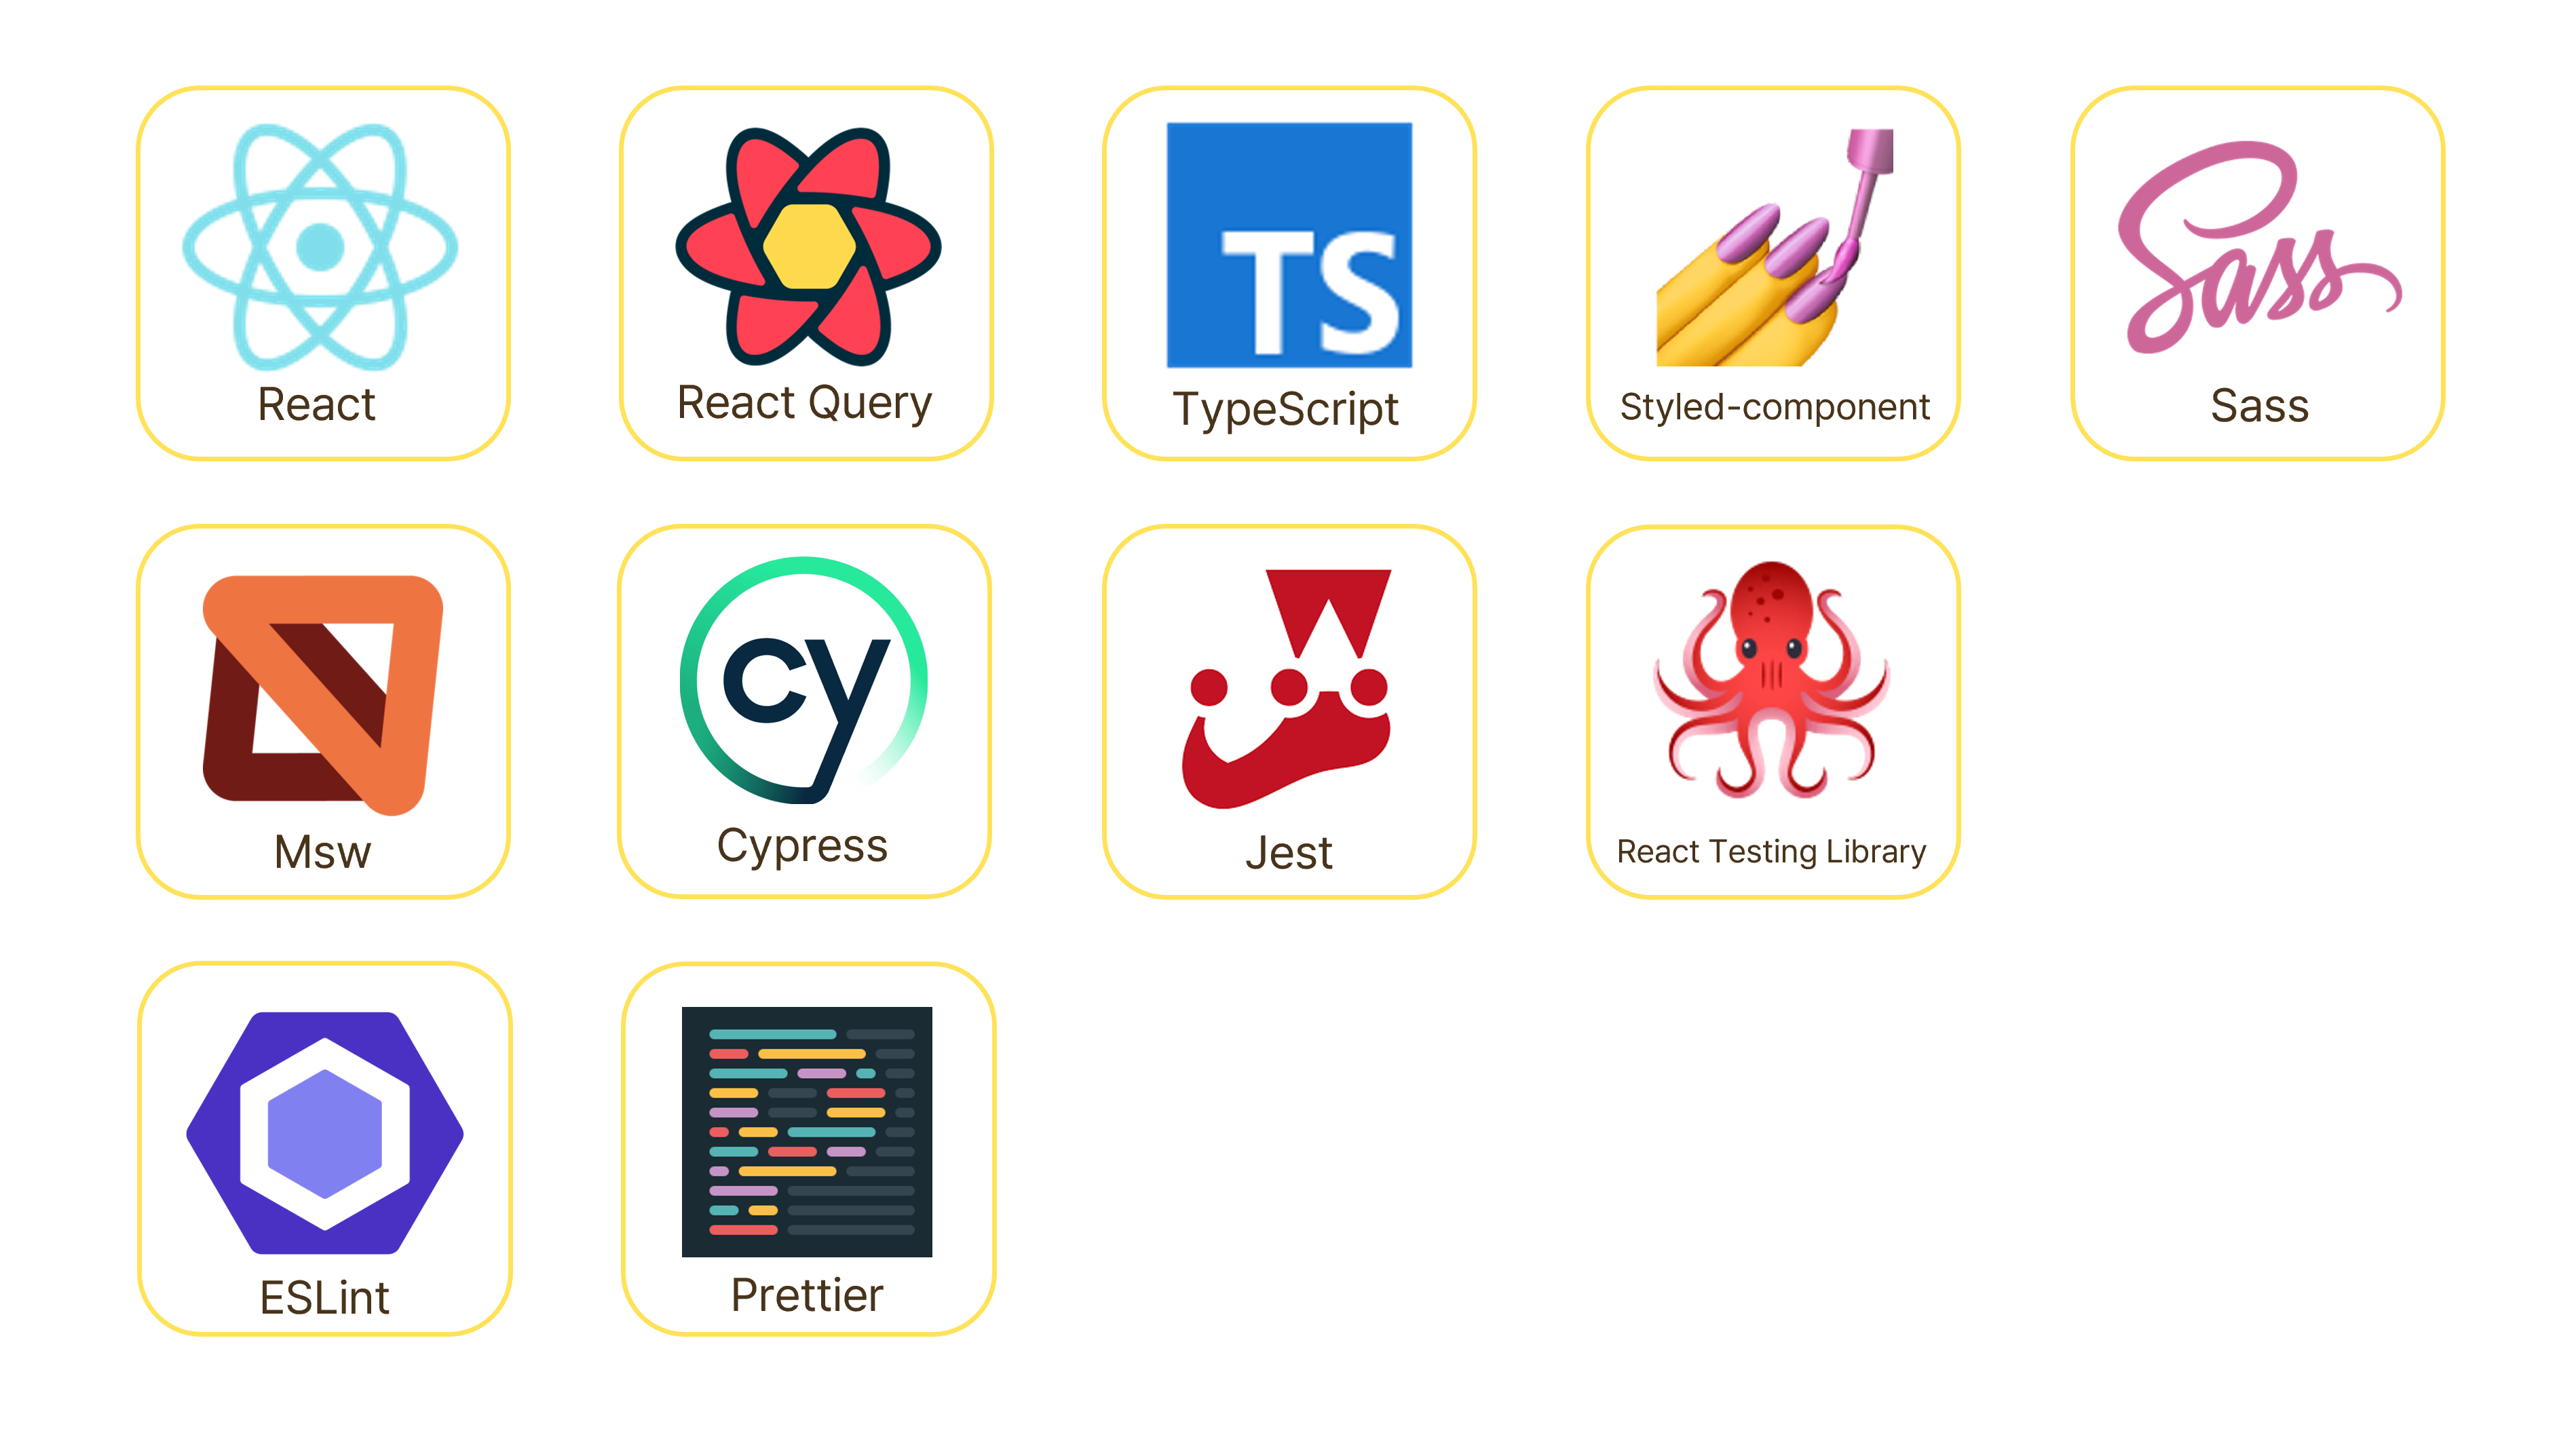 TS
Sass
React
React Query
TypeScript
Styled-component
Sass
cy
Msw
Cypress
Jest
React Testing Library
ESLint
Prettier